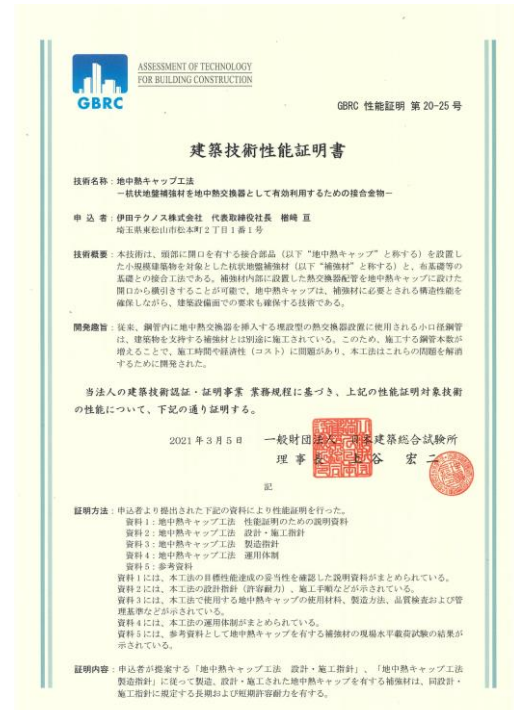 ASSESSMENT OF TECHNOLOGY
FOR BUILDING CONSTRUCTION
GBRC
GBRC 性能証明 第 20-25 号
建築技術性能証明書
技術名称：地中熱キャップ工法
－杭状地盤補強材を地中熱交換器として有効利用するための接合金物－
申 込 者：伊田テクノス株式会社 代表取締役社長 楢崎 亘
埼玉県東松山市松本町２丁目１番１号
技術概要：本技術は、頭部に開口を有する接合部品（以下“地中熱キャップ”と称する）を設置し
た小規模建築物を対象とした杭状地盤補強材（以下“補強材”と称する）と、布基礎等の
基礎との接合工法である。補強材内部に設置した熱交換器配管を地中熱キャップに設けた
開口から横引きすることが可能で、地中熱キャップは、補強材に必要とされる構造性能を
確保しながら、建築設備面での要求も確保する技術である。
開発趣旨：従来、鋼管内に地中熱交換器を挿入する埋設型の熱交換器設置に使用される小口径鋼管
は、建築物を支持する補強材とは別途に施工されている。このため、施工する鋼管本数が
増えることで、施工時間や経済性（コスト）に問題があり、本工法はこれらの問題を解消
するために開発された。
当法人の建築技術認証・証明事業 業務規程に基づき、上記の性能証明対象技術
の性能について、下記の通り証明する。
2021年3月5日 一般財団法人 日本建築総合試験所
理 事 長 上 谷 宏 二
記
証明方法：申込者より提出された下記の資料により性能証明を行った。
資料１：地中熱キャップ工法 性能証明のための説明資料
資料２：地中熱キャップ工法 設計・施工指針
資料３：地中熱キャップ工法 製造指針
資料４：地中熱キャップ工法 運用体制
資料５：参考資料
資料１には、本工法の目標性能達成の妥当性を確認した説明資料がまとめられている。
資料２には、本工法の設計指針（許容耐力）、施工手順などが示されている。
資料３には、本工法で使用する地中熱キャップの使用材料、製造方法、品質検査および管
理基準などが示されている。
資料４には、本工法の運用体制がまとめられている。
資料５には、参考資料として地中熱キャップを有する補強材の現場水平載荷試験の結果が
示されている。
証明内容：申込者が提案する「地中熱キャップ工法 設計・施工指針」、「地中熱キャップ工法
製造指針」に従って製造、設計・施工された地中熱キャップを有する補強材は、同設計・
施工指針に規定する長期および短期許容耐力を有する。